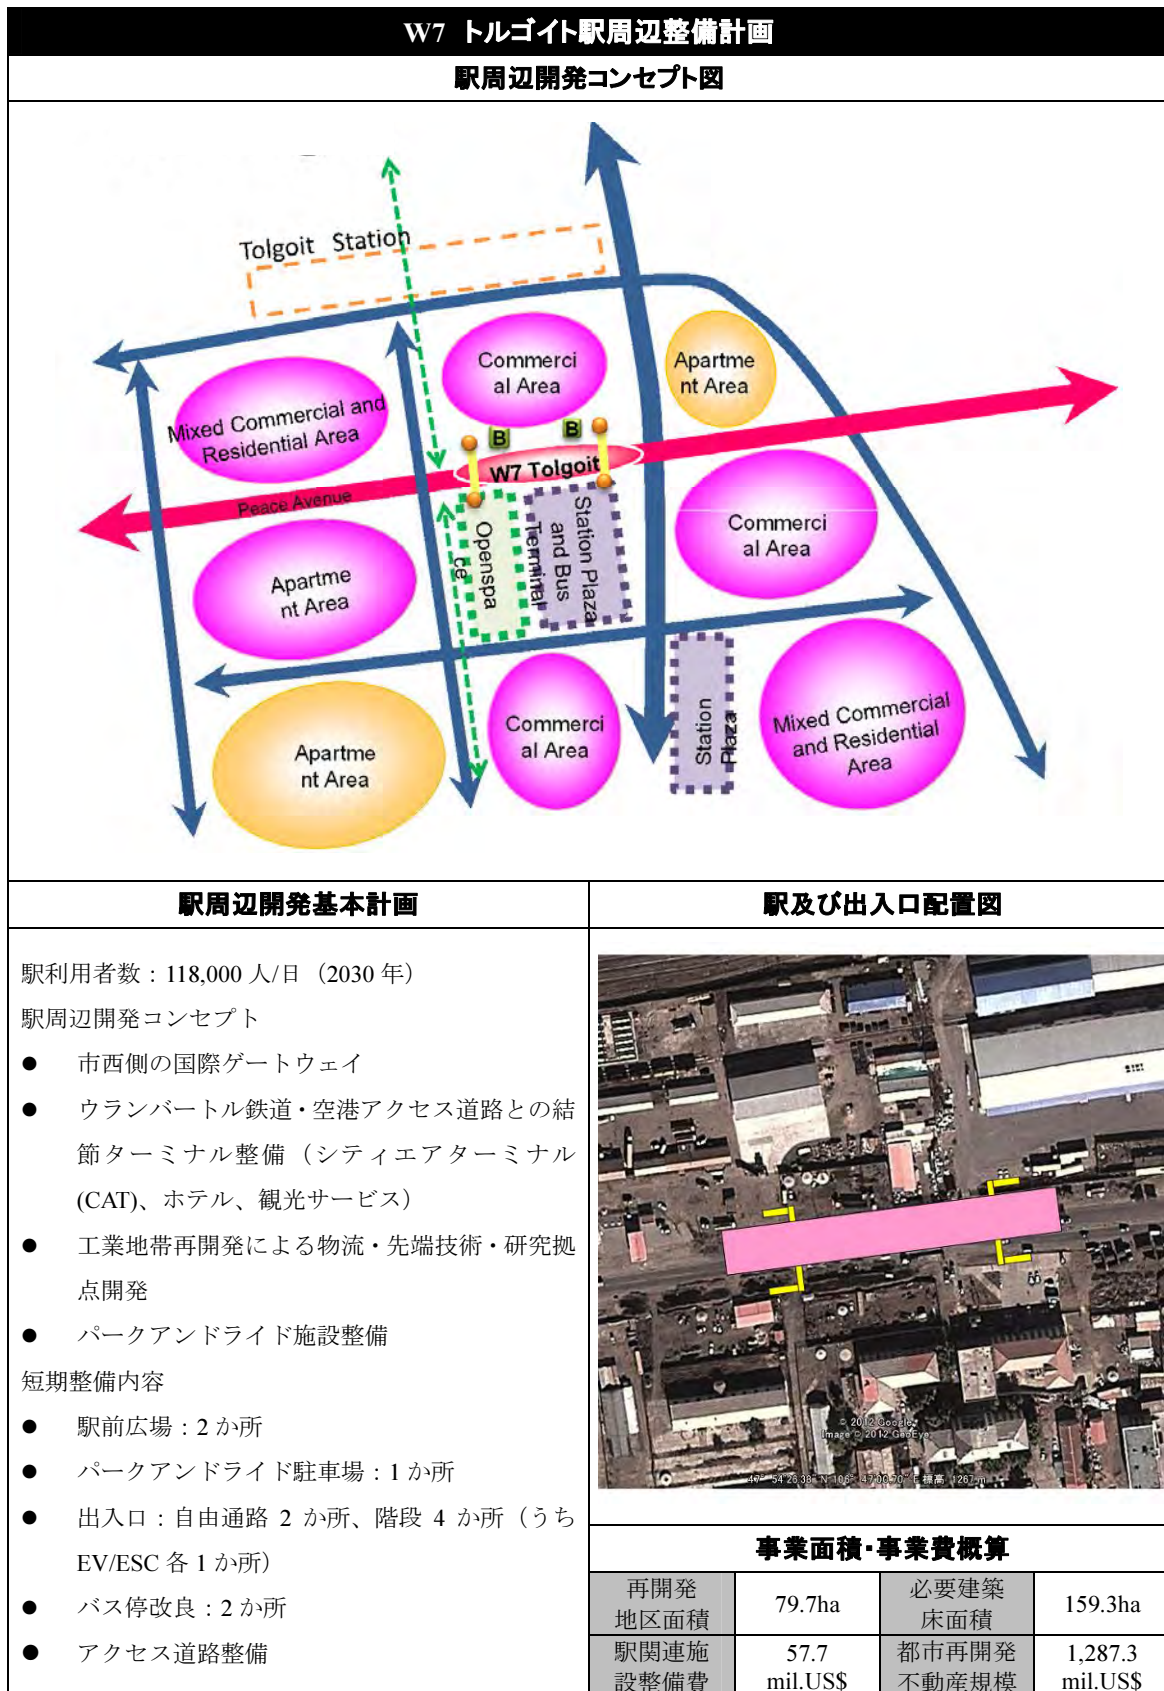 W7 トルゴイト駅周辺整備計画
駅周辺開発コンセプト図
Tolgoit Station
Commerci
al Area
Apartme
nt Area
Mixed Commercial and
Residential Area
B
B
W7 Tolgoit
Peace Avenue
Openspa
ce
Station Plaza
and Bus
Terminal
Commerci
al Area
Apartme
nt Area
Apartme
nt Area
Commerci
al Area
Station
Plaza
Mixed Commercial
and Residential
Area
駅周辺開発基本計画
駅利用者数：118,000 人/日（2030 年）
駅周辺開発コンセプト
● 市西側の国際ゲートウェイ
● ウランバートル鉄道・空港アクセス道路との結
節ターミナル整備（シティエアターミナル
(CAT)、ホテル、観光サービス）
● 工業地帯再開発による物流・先端技術・研究拠
点開発
● パークアンドライド施設整備
短期整備内容
● 駅前広場：2 か所
● パークアンドライド駐車場：1 か所
● 出入口：自由通路 2 か所、階段 4 か所（うち
EV/ESC 各 1 か所）
● バス停改良：2 か所
● アクセス道路整備
駅及び出入口配置図
© 2012 Google
Image © 2012 GeoEye
47° 54'26.38" N 106° 47'00.70" E 標高 1267 m
事業面積・事業費概算
再開発
地区面積
79.7ha
必要建築
床面積
159.3ha
駅関連施
設整備費
57.7
mil.US$
都市再開発
不動産規模
1,287.3
mil.US$